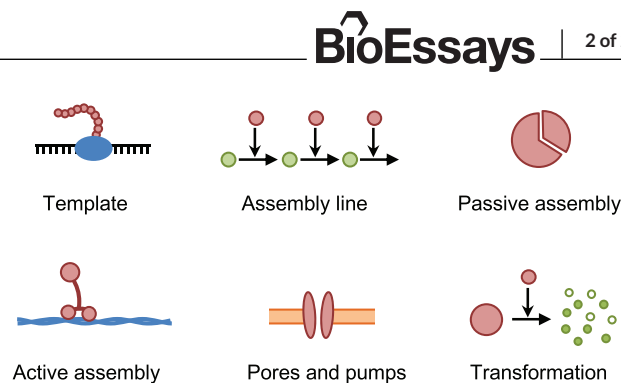 BioEssays
2 of
Template
Assembly line
Passive assembly
Active assembly
Pores and pumps
Transformation